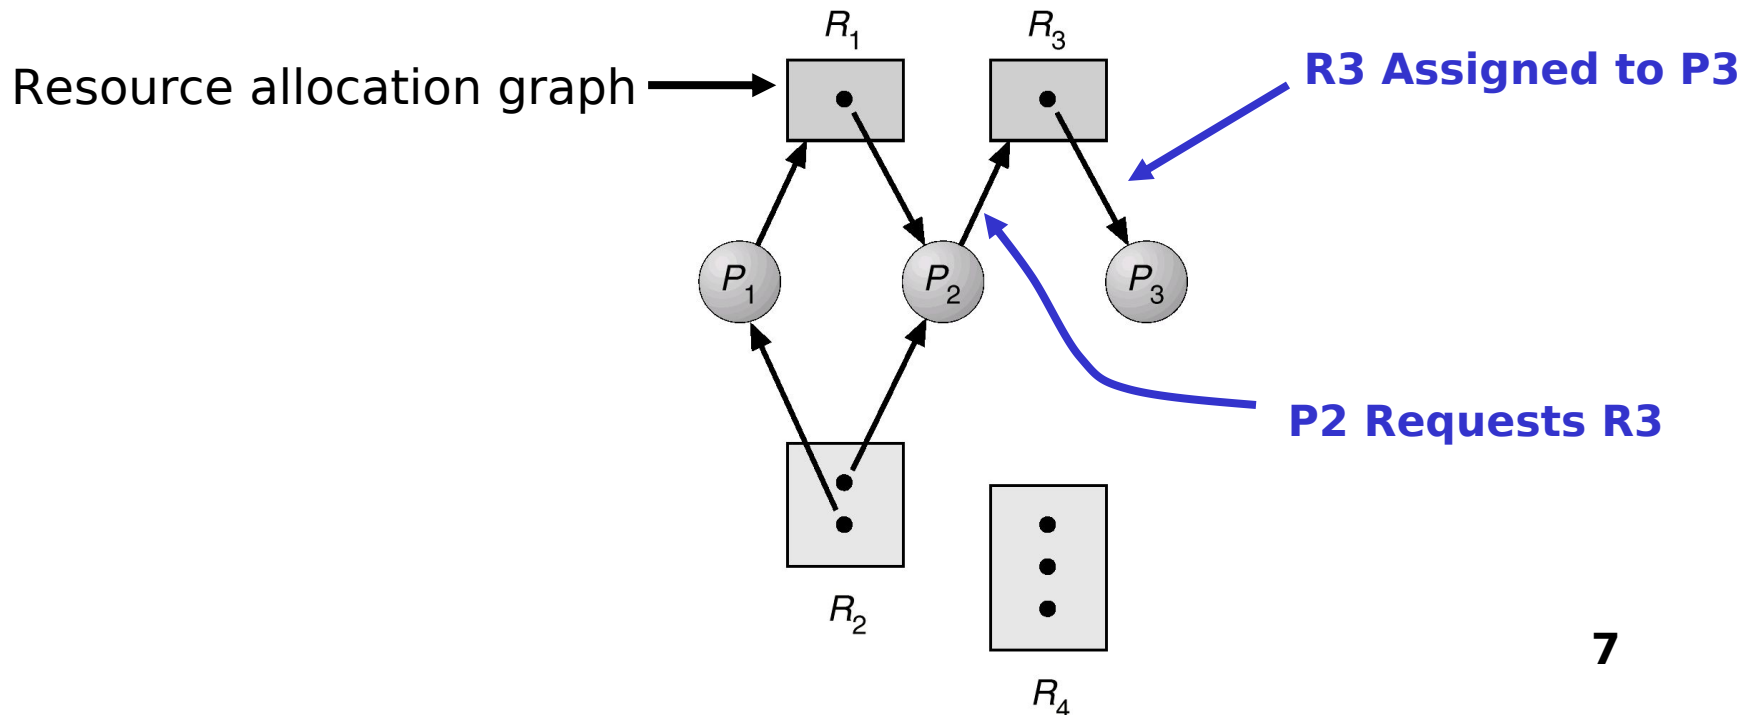 R1 R3
Resource allocation graph
R3 Assigned to P3
P1 P2 P3
P2 Requests R3
R2
R4
7